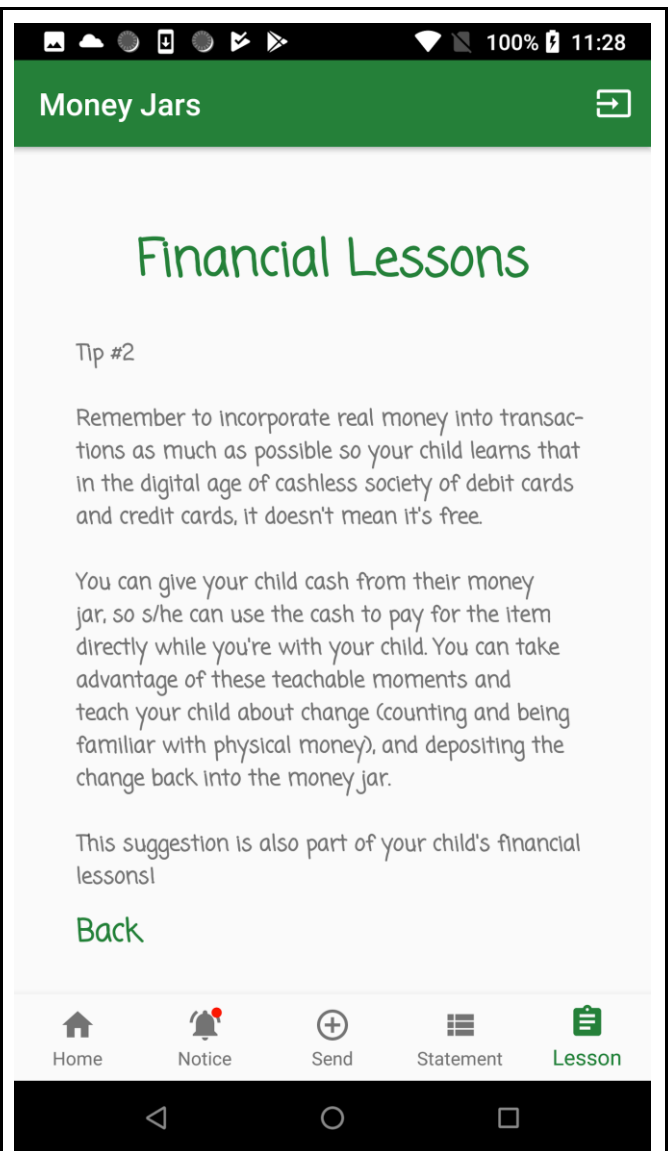 100% 11:28
Money Jars
Financial Lessons
Tip #2
Remember to incorporate real money into transac-
tions as much as possible so your child learns that
in the digital age of cashless society of debit cards
and credit cards, it doesn't mean it's free.
You can give your child cash from their money
jar, so s/he can use the cash to pay for the item
directly while you're with your child. You can take
advantage of these teachable moments and
teach your child about change (counting and being
familiar with physical money), and depositing the
change back into the money jar.
This suggestion is also part of your child's financial
lessons!
Back
Home Notice Send Statement Lesson